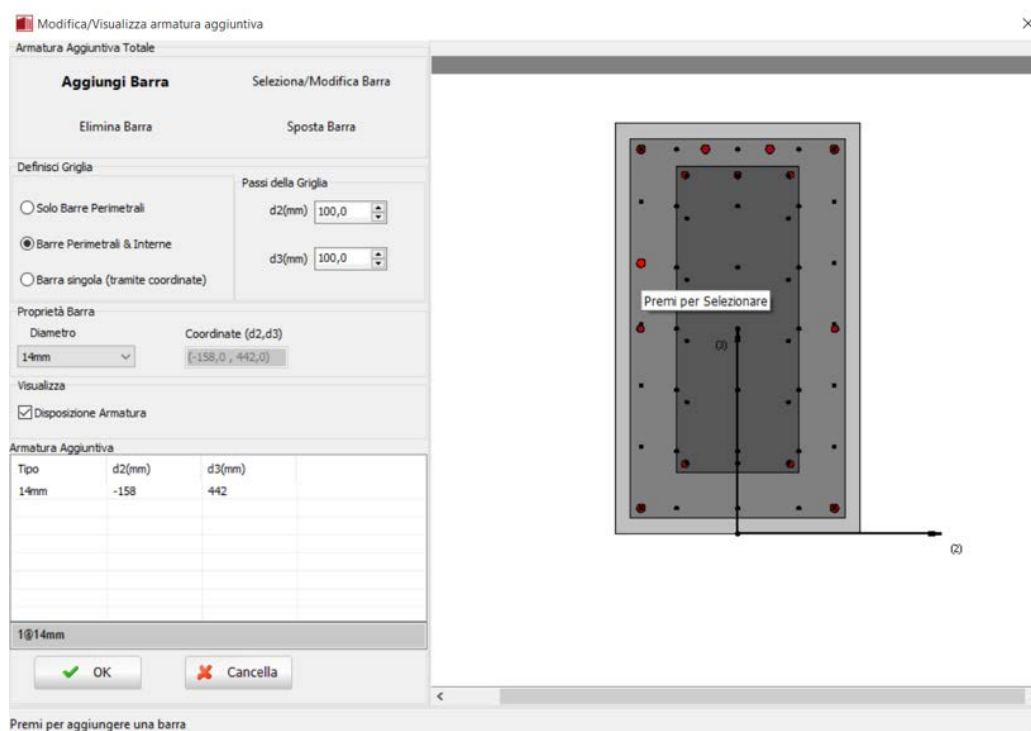 Modifica/Visualizza armatura aggiuntiva
Armatura Aggiuntiva Totale
Aggiungi Barra
Seleziona/Modifica Barra
Elimina Barra
Sposta Barra
Definisci Griglia
Solo Barre Perimetrali
Barre Perimetrali & Interne
Barra singola (tramite coordinate)
Passi della Griglia
d2(mm) 100,0
d3(mm) 100,0
Proprietà Barra
Diametro
Coordinate (d2,d3)
14mm
(-158,0 , 442,0)
Visualizza
Disposizione Armatura
Armatura Aggiuntiva
Tipo d2(mm) d3(mm)
14mm -158 442
1@14mm
OK
Cancella
Premi per aggiungere una barra
Premi per Selezionare
(3)
(2)